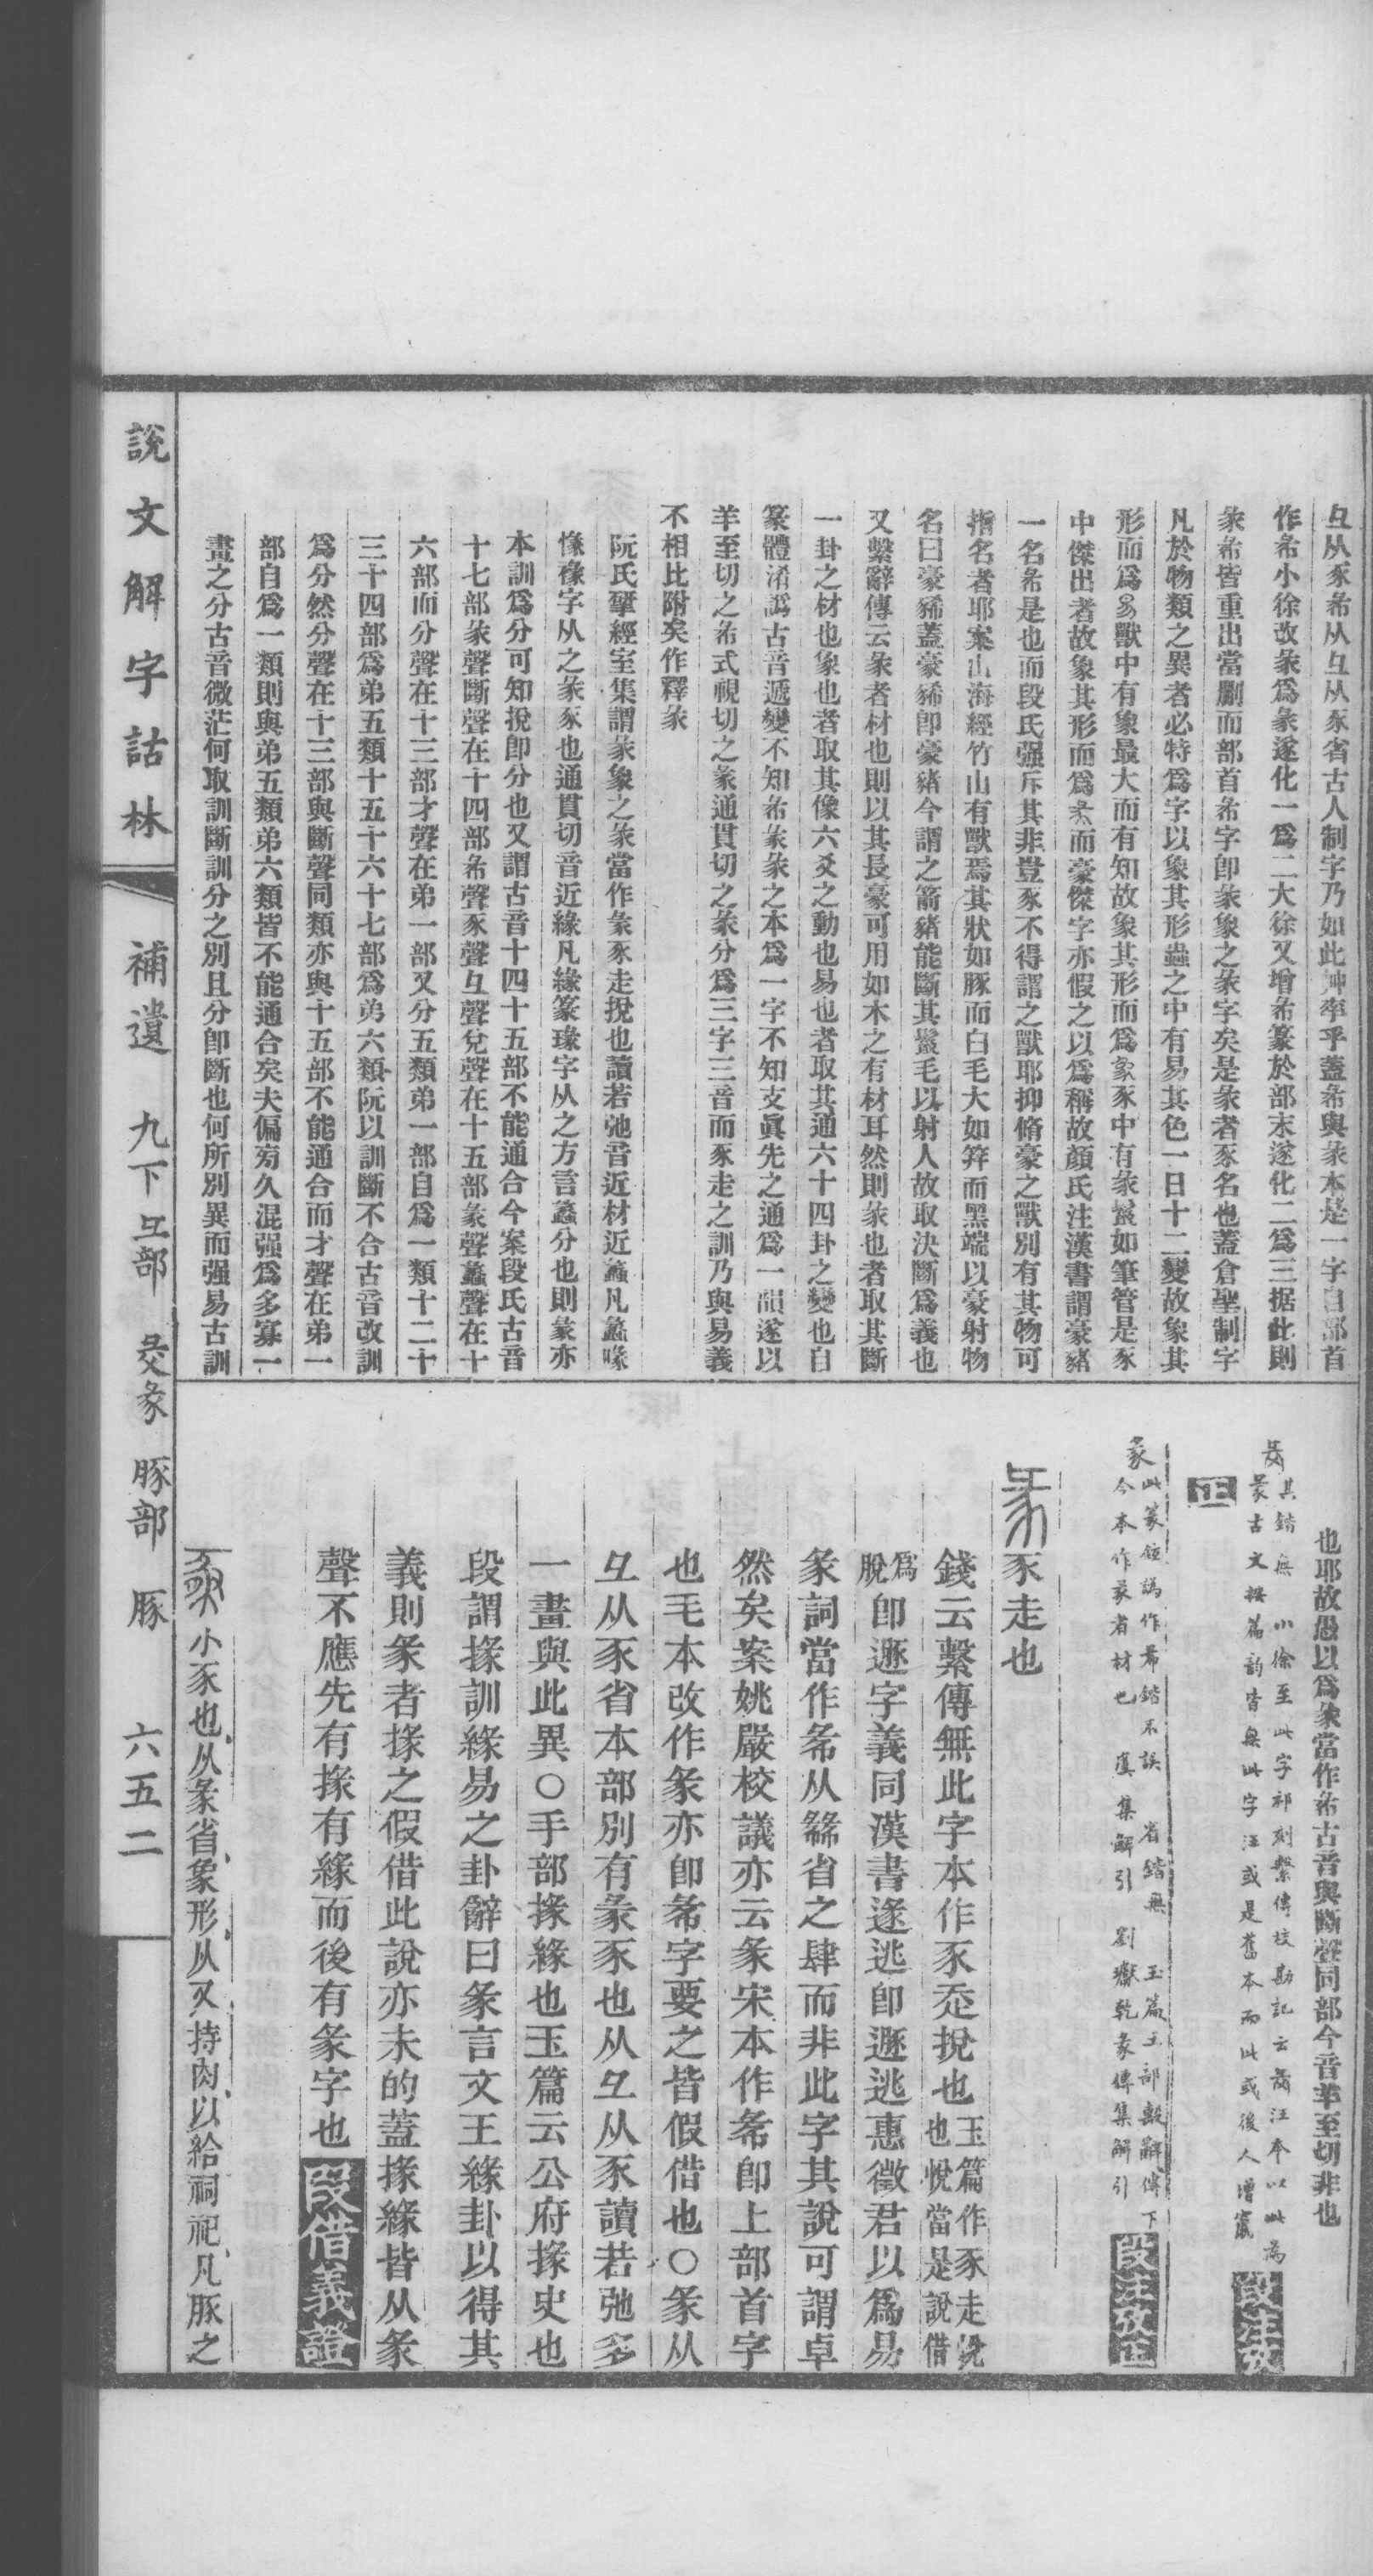 彑从豕㣇从彑从豕省古人制字乃如此艸率乎蓋㣇與彖本是一字自部首
作㣇小徐改彖爲彖遂化一爲二大徐又增㣇篆於部末遂化二爲三据此則
彖㣇皆重出當刪而部首㣇字卽彖象之彖字矣是彖者豕名也蓋倉聖制字
凡於物類之異者必特爲字以象其形蟲之中有易其色一日十二變故象其
形而爲易獸中有象最大而有知故象其形而爲象豕中有彖鬛如筆管是豕
中傑出者故象其形而爲㣇而豪傑字亦假之以爲稱故顏氏注漢書謂豪豬
一名㣇是也而段氏强斥其非豈豕不得謂之獸耶抑脩豪之獸別有其物可
指名者耶案山海經竹山有獸焉其狀如豚而白毛大如筓而黑端以豪射物
名曰豪豨蓋豪豨卽豪豬今謂之箭豬能斷其鬛毛以射人故取決斷爲義也
又繫辭傳云彖者材也則以其長豪可用如木之有材耳然則彖也者取其斷
一卦之材也象也者取其像六爻之動也易也者取其通六十四卦之變也自
篆體淆譌古音遞變不知㣇彖彖之本爲一字不知支眞先之通爲一韻遂以
羊至切之㣇式視切之彖通貫切之彖分爲三字三音而豕走之訓乃與易義
不相比附矣作釋彖
阮氏揅經室集謂彖象之彖當作彖豕走挩也讀若弛音近材近蠡凡蠡喙
㥟禒字从之彖豕也通貫切音近緣凡緣篆瑑字从之方言蠡分也則彖亦
本訓爲分可知挩卽分也又謂古音十四十五部不能通合今案段氏古音
十七部彖聲斷聲在十四部㣇聲豕聲彑聲兌聲在十五部彖聲蠡聲在十
六部而分聲在十三部才聲在弟一部又分五類弟一部自爲一類十二十
三十四部爲弟五類十五十六十七部爲弟六類阮以訓斷不合古音改訓
爲分然分聲在十三部與斷聲同類亦與十五部不能通合而才聲在弟一
部自爲一類則與弟五類弟六類皆不能通合矣夫偏旁久混强爲多寡一
畫之分古音微茫何取訓斷訓分之別且分卽斷也何所別異而强易古訓
也耶故愚以爲彖當作㣇古音與斷聲同部今音羊至切非也
其鍇無 小徐至此字祁刻繫傳校勘記云 汪本以此爲
古文按篇韵皆無此字汪或是舊本而此或後人增竄
段注攷正
彖 此篆 譌作㣇鍇不誤 省鍇無 玉篇彑部 繫辭傳下
今本作彖者材也 虞集解引 劉瓛乾彖傳集解引 段注攷正
彖 豕走也
錢云繫傳無此字本作豕走挩也 玉篇作豕走挩也悅當是說借
爲脫 卽遯字義同漢書遂逃卽遯逃惠徵君以爲易
彖詞當作㣇从𢑱省之肆而非此字其說可謂卓
然矣案姚嚴校議亦云彖宋本作㣇卽上部首字
也毛本改作彖亦卽㣇字要之皆假借也○彖从
彑从豕省本部別有彖豕也从彑从豕讀若弛多
一畫與此異○手部掾緣也玉篇云公府掾史也
段謂掾訓緣易之卦辭曰彖言文王緣卦以得其
義則彖者掾之假借此說亦未的蓋掾緣皆从彖
聲不應先有掾有緣而後有彖字也 段借義證
小豕也从彖省象形从又持肉以給祠祀凡豚之
說文解字詁林 補遺 九下 彑部 彖 豚部 豚 六五二